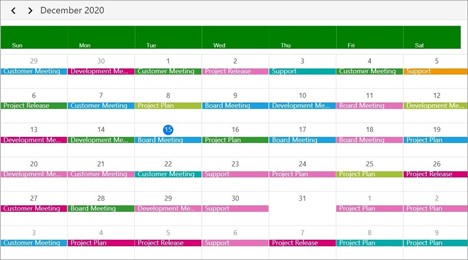 December 2020
Sun Mon Tue Wed Thu Fri Sat
29 30 1 2 3 4 5
Customer Meeting Development Me... Customer Meeting Project Release Support Customer Meeting Support
6 7 8 9 10 11 12
Project Release Customer Meeting Project Plan Board Meeting Development Me... Board Meeting Development Me...
13 14 15 16 17 18 19
Development Me... Development Me... Board Meeting Project Plan Board Meeting Board Meeting Project Plan
20 21 22 23 24 25 26
Development Me... Customer Meeting Customer Meeting Support Project Plan Project Plan Project Release
27 28 29 30 31 1 2
Customer Meeting Board Meeting Development Me... Support Project Plan Project Plan
3 4 5 6 7 8 9
Customer Meeting Project Plan Project Release Support Project Plan Project Release Project Plan